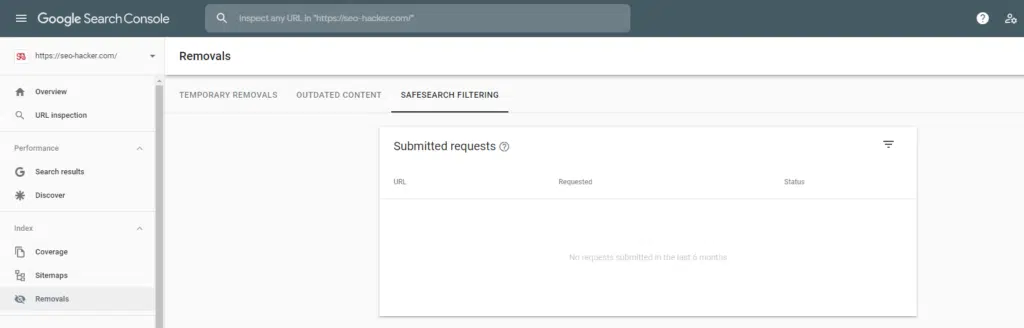 Google Search Console
Inspect any URL in "https://seo-hacker.com/"
https://seo-hacker.com/
Removals
Overview
URL inspection
Performance
Search results
Discover
Index
Coverage
Sitemaps
Removals
TEMPORARY REMOVALS OUTDATED CONTENT SAFESEARCH FILTERING
Submitted requests
URL Requested Status
No requests submitted in the last 6 months